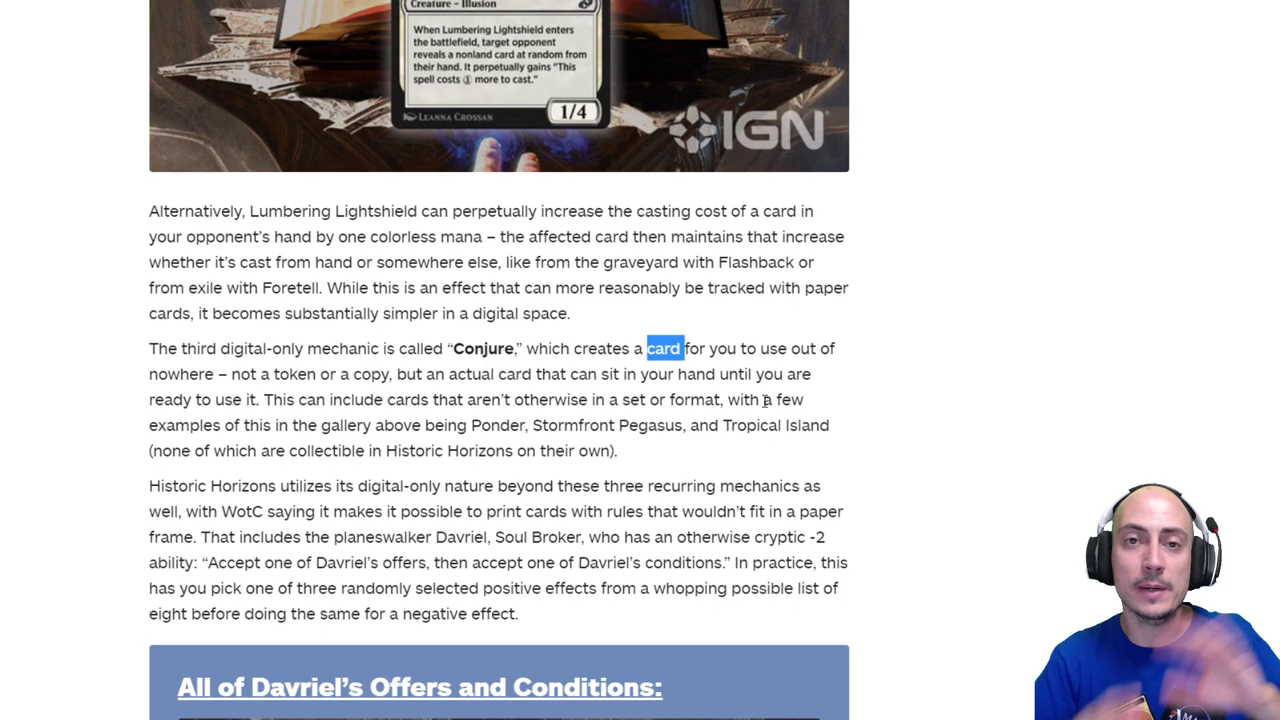 Creature – Illusion
When Lumbering Lightshield enters
the battlefield, target opponent
reveals a nonland card at random from
their hand. It perpetually gains "This
spell costs 1 more to cast."
LEANNA CROSSAN
1/4
IGN
Alternatively, Lumbering Lightshield can perpetually increase the casting cost of a card in
your opponent's hand by one colorless mana – the affected card then maintains that increase
whether it's cast from hand or somewhere else, like from the graveyard with Flashback or
from exile with Foretell. While this is an effect that can more reasonably be tracked with paper
cards, it becomes substantially simpler in a digital space.
The third digital-only mechanic is called “Conjure,” which creates a card for you to use out of
nowhere – not a token or a copy, but an actual card that can sit in your hand until you are
ready to use it. This can include cards that aren't otherwise in a set or format, with a few
examples of this in the gallery above being Ponder, Stormfront Pegasus, and Tropical Island
(none of which are collectible in Historic Horizons on their own).
Historic Horizons utilizes its digital-only nature beyond these three recurring mechanics as
well, with WotC saying it makes it possible to print cards with rules that wouldn't fit in a paper
frame. That includes the planeswalker Davriel, Soul Broker, who has an otherwise cryptic -2
ability: “Accept one of Davriel's offers, then accept one of Davriel's conditions.” In practice, this
has you pick one of three randomly selected positive effects from a whopping possible list of
eight before doing the same for a negative effect.
All of Davriel's Offers and Conditions: